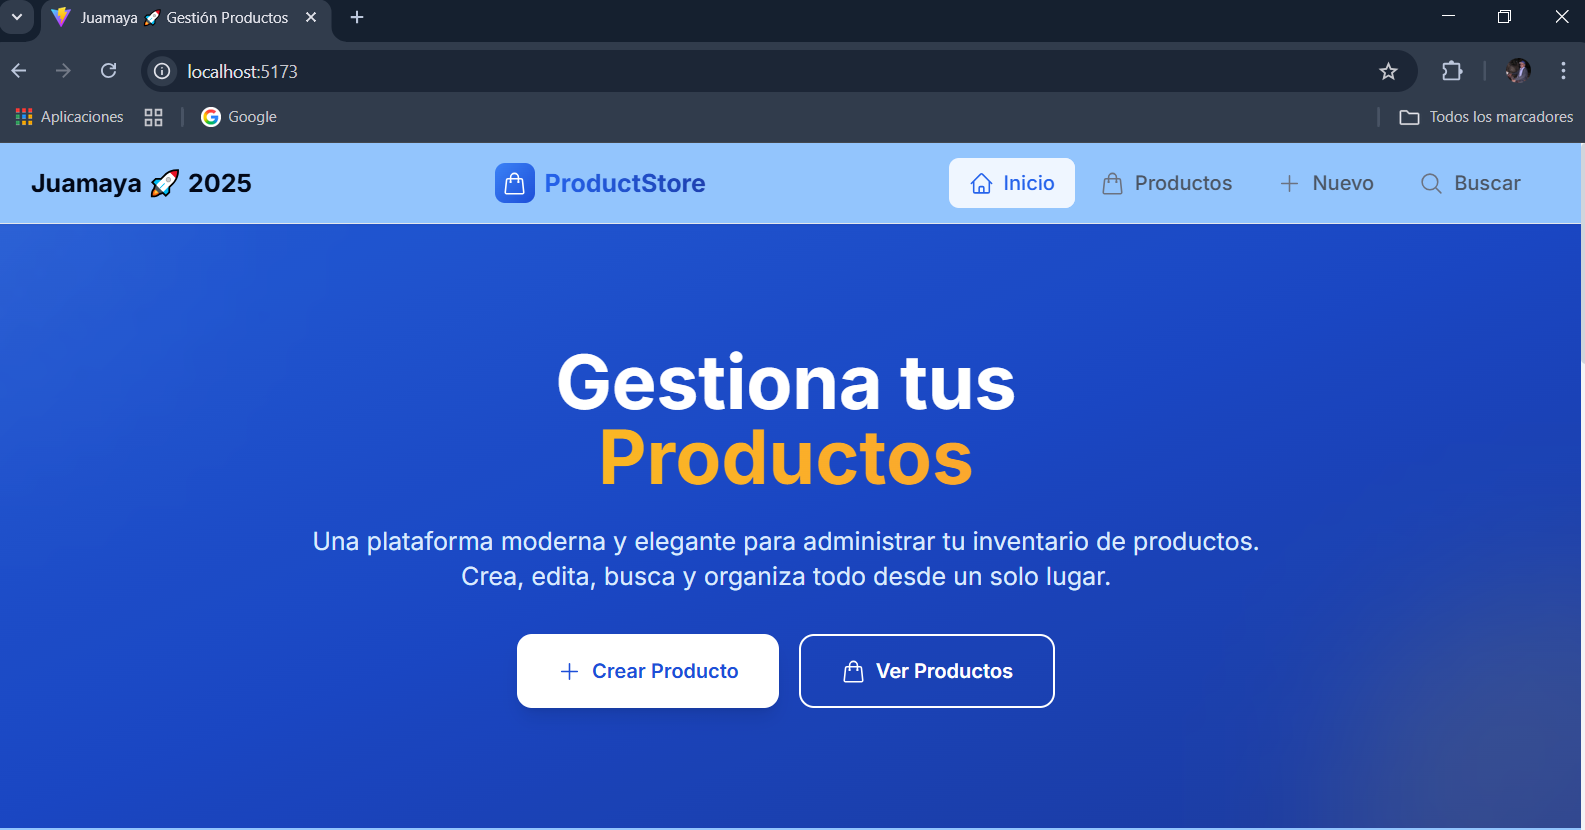 Juamaya 🚀 Gestión Productos
localhost:5173
Aplicaciones
Google
Todos los marcadores
Juamaya 🚀 2025
ProductStore
Inicio
Productos
Nuevo
Buscar
Gestiona tus
Productos
Una plataforma moderna y elegante para administrar tu inventario de productos.
Crea, edita, busca y organiza todo desde un solo lugar.
Crear Producto
Ver Productos